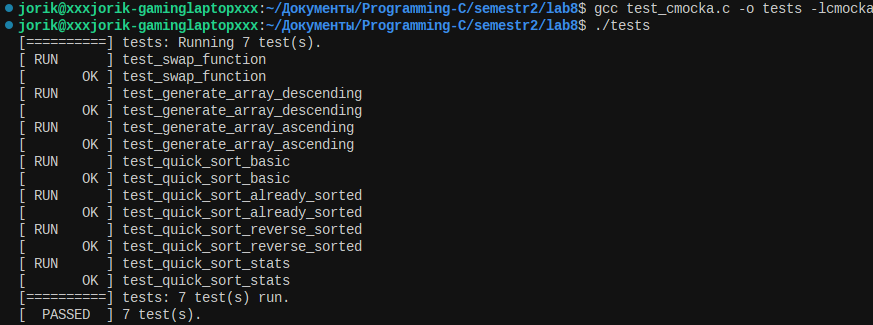 jorik@xxxjorik-gaminglaptopxxx:~/Документы/Programming-C/semestr2/lab8$ gcc test_cmocka.c -o tests -lcmocka
jorik@xxxjorik-gaminglaptopxxx:~/Документы/Programming-C/semestr2/lab8$ ./tests
[==========] tests: Running 7 test(s).
[ RUN      ] test_swap_function
[       OK ] test_swap_function
[ RUN      ] test_generate_array_descending
[       OK ] test_generate_array_descending
[ RUN      ] test_generate_array_ascending
[       OK ] test_generate_array_ascending
[ RUN      ] test_quick_sort_basic
[       OK ] test_quick_sort_basic
[ RUN      ] test_quick_sort_already_sorted
[       OK ] test_quick_sort_already_sorted
[ RUN      ] test_quick_sort_reverse_sorted
[       OK ] test_quick_sort_reverse_sorted
[ RUN      ] test_quick_sort_stats
[       OK ] test_quick_sort_stats
[==========] tests: 7 test(s) run.
[  PASSED  ] 7 test(s).